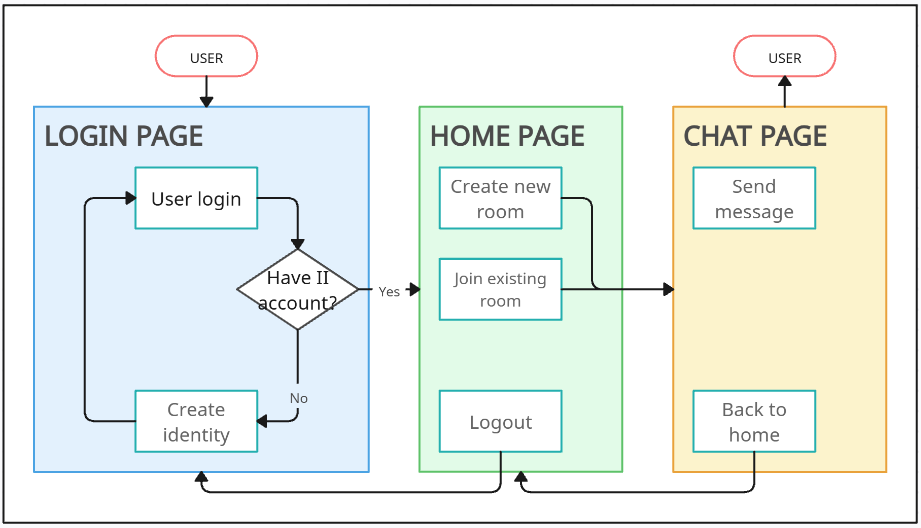 USER
USER
LOGIN PAGE
HOME PAGE
CHAT PAGE
User login
Create new
room
Send
message
Have II
account?
Yes
Join existing
room
No
Create
identity
Logout
Back to
home